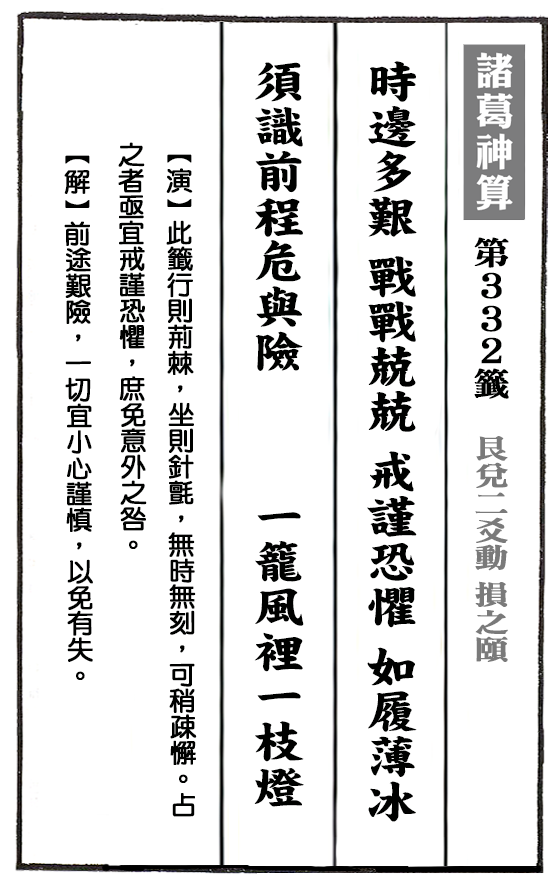 諸葛神算 第332籤 艮兌二爻動 損之頤
時邊多艱 戰戰兢兢 戒謹恐懼 如履薄冰
須識前程危與險 一籠風裡一枝燈
【演】此籤行則荊棘，坐則針氈，無時無刻，可稍疎懈。占
之者亟宜戒謹恐懼，庶免意外之咎。
【解】前途艱險，一切宜小心謹慎，以免有失。